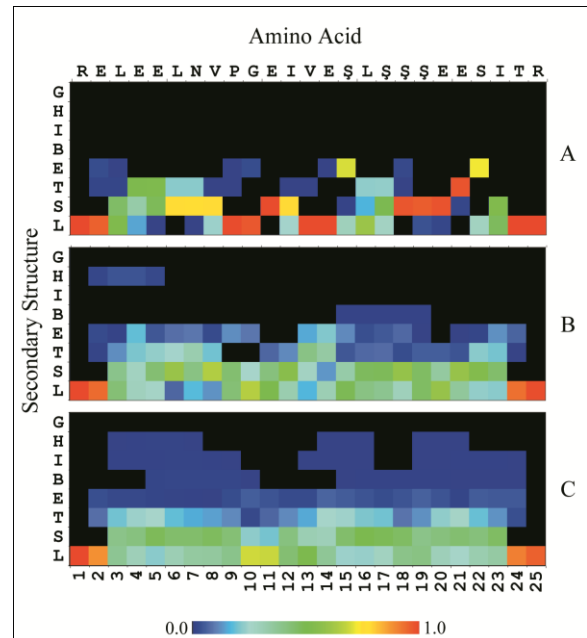 Amino Acid
R E L E E L N V P G E I V E Ş L Ş Ş Ş E E S I T R
Secondary Structure
G
H
I
B
E
T
S
L
A
G
H
I
B
E
T
S
L
B
G
H
I
B
E
T
S
L
C
1 2 3 4 5 6 7 8 9 10 11 12 13 14 15 16 17 18 19 20 21 22 23 24 25
0.0 1.0